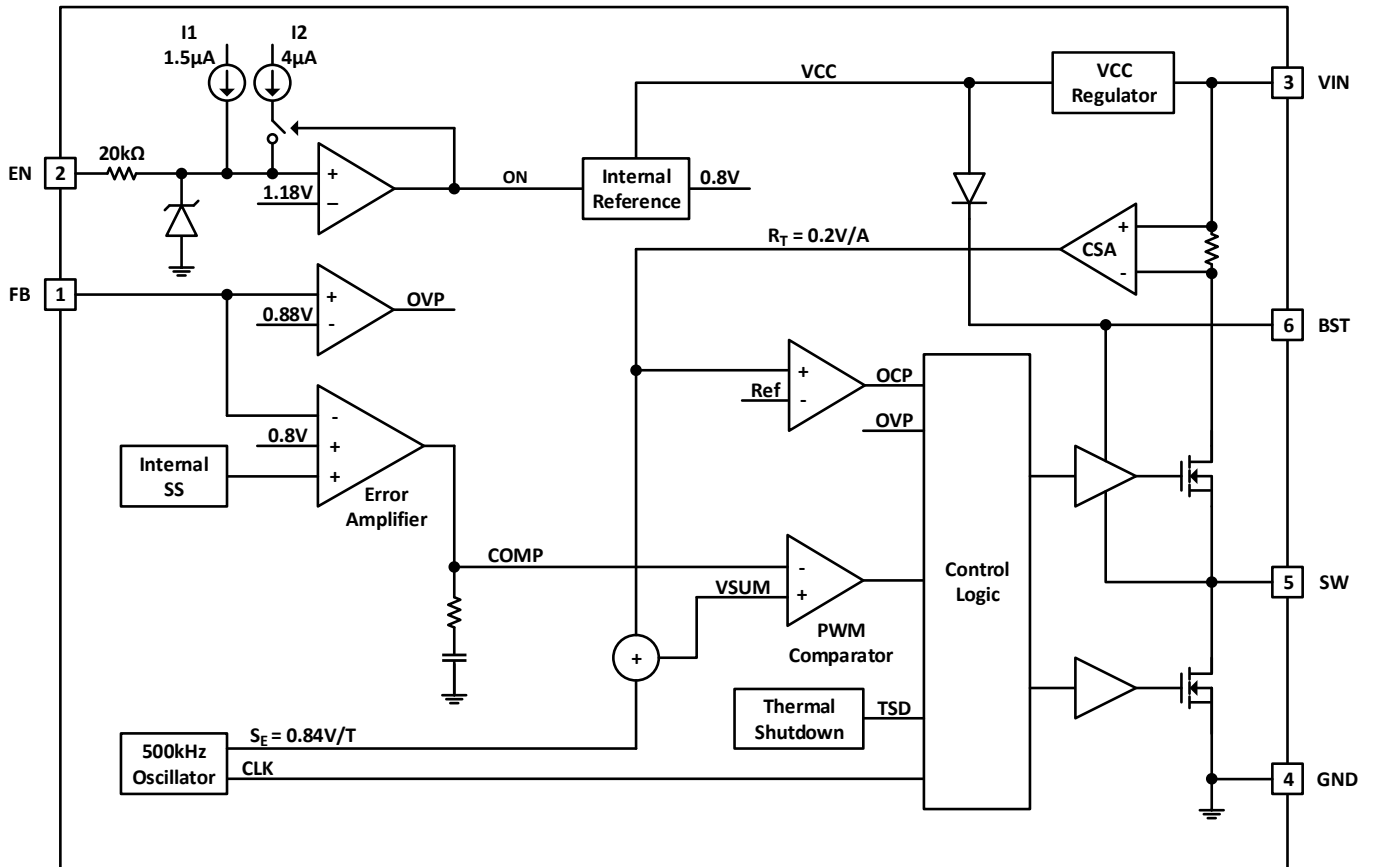 I1
1.5µA
I2
4µA
VCC
VCC
Regulator
3
VIN
EN
2
20kΩ
+
1.18V
–
ON
Internal
Reference
0.8V
R_T = 0.2V/A
CSA
+
-
FB
1
+
0.88V
-
OVP
6
BST
+
Ref
-
OCP
OVP
-
0.8V
+
+
Internal
SS
Error
Amplifier
COMP
-
VSUM
+
PWM
Comparator
Control
Logic
5
SW
+
Thermal
Shutdown
TSD
500kHz
Oscillator
S_E = 0.84V/T
CLK
4
GND